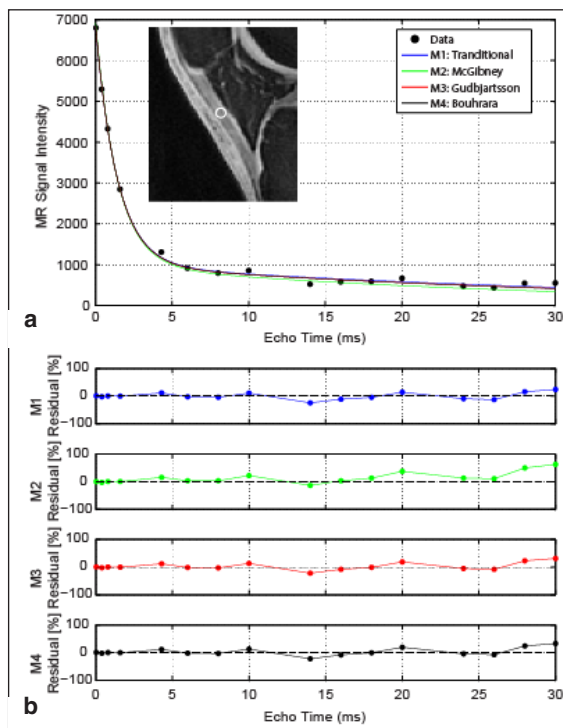 7000
6000
5000
4000
3000
2000
1000
0
MR Signal Intensity
Data
M1: Tranditional
M2: McGibney
M3: Gudbjartsson
M4: Bouhrara
0 5 10 15 20 25 30
a
Echo Time (ms)
M1
Residual [%]
100
0
−100
M2
Residual [%]
100
0
−100
M3
Residual [%]
100
0
−100
M4
Residual [%]
100
0
−100
0 5 10 15 20 25 30
b
Echo Time (ms)